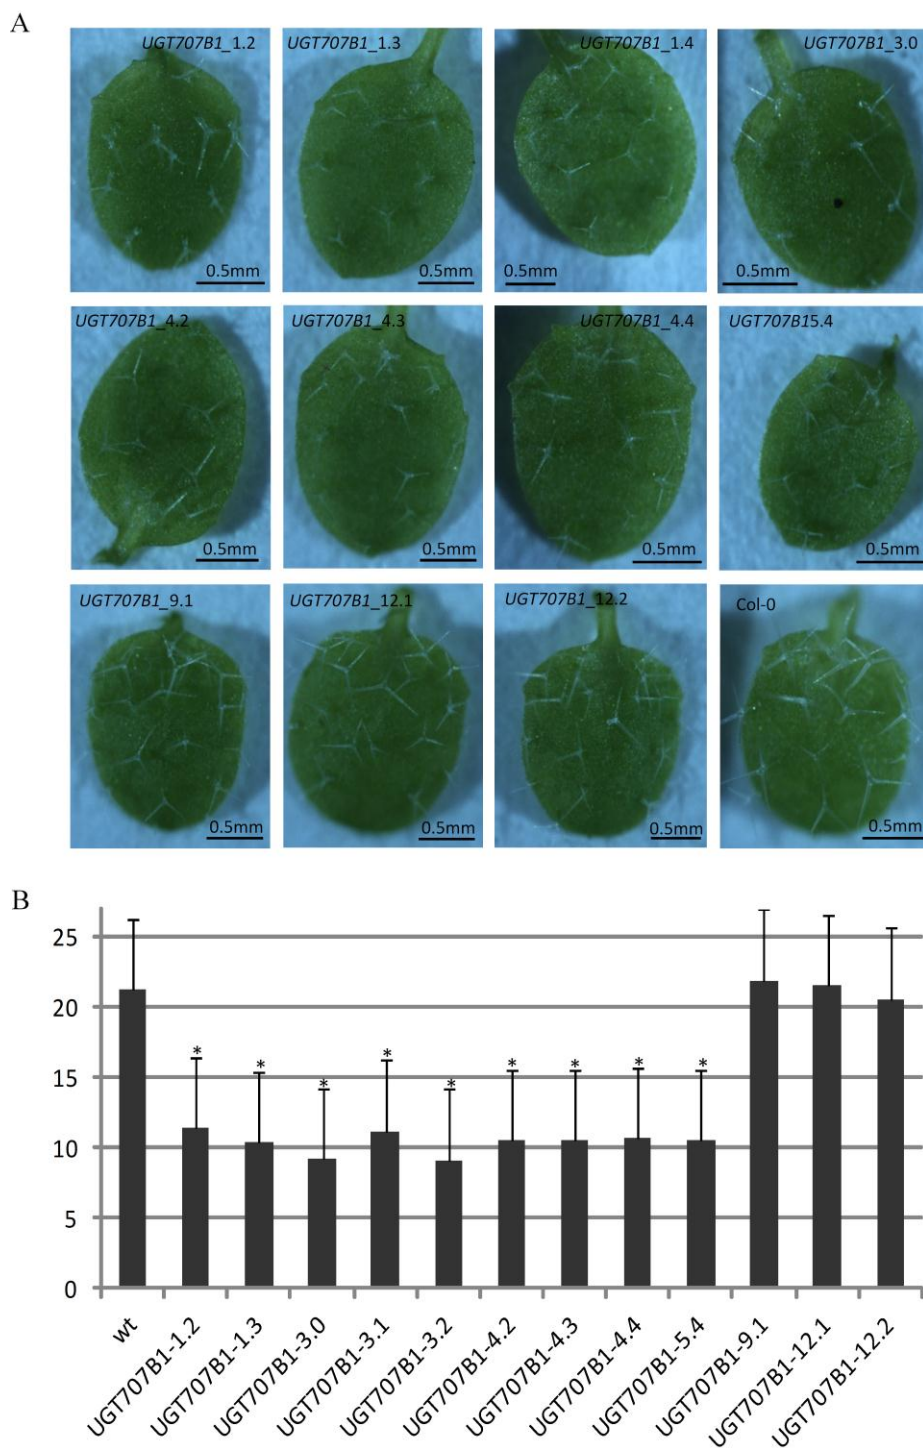 A
UGT707B1_1.2
UGT707B1_1.3
UGT707B1_1.4
UGT707B1_3.0
0.5mm
0.5mm
0.5mm
0.5mm
UGT707B1_4.2
UGT707B1_4.3
UGT707B1_4.4
UGT707B15.4
0.5mm
0.5mm
0.5mm
0.5mm
UGT707B1_9.1
UGT707B1_12.1
UGT707B1_12.2
Col-0
0.5mm
0.5mm
0.5mm
0.5mm
B
25
20
15
10
5
0
* * * * * * * * *
wt
UGT707B1-1.2
UGT707B1-1.3
UGT707B1-3.0
UGT707B1-3.1
UGT707B1-3.2
UGT707B1-4.2
UGT707B1-4.3
UGT707B1-4.4
UGT707B1-5.4
UGT707B1-9.1
UGT707B1-12.1
UGT707B1-12.2